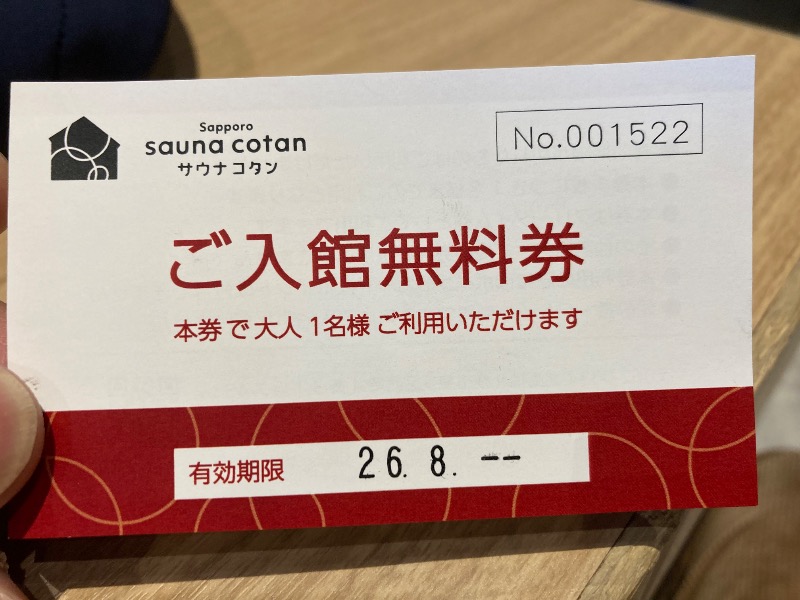 Sapporo
sauna cotan
サウナコタン
No.001522
ご入館無料券
本券で大人1名様ご利用いただけます
有効期限 26. 8. --